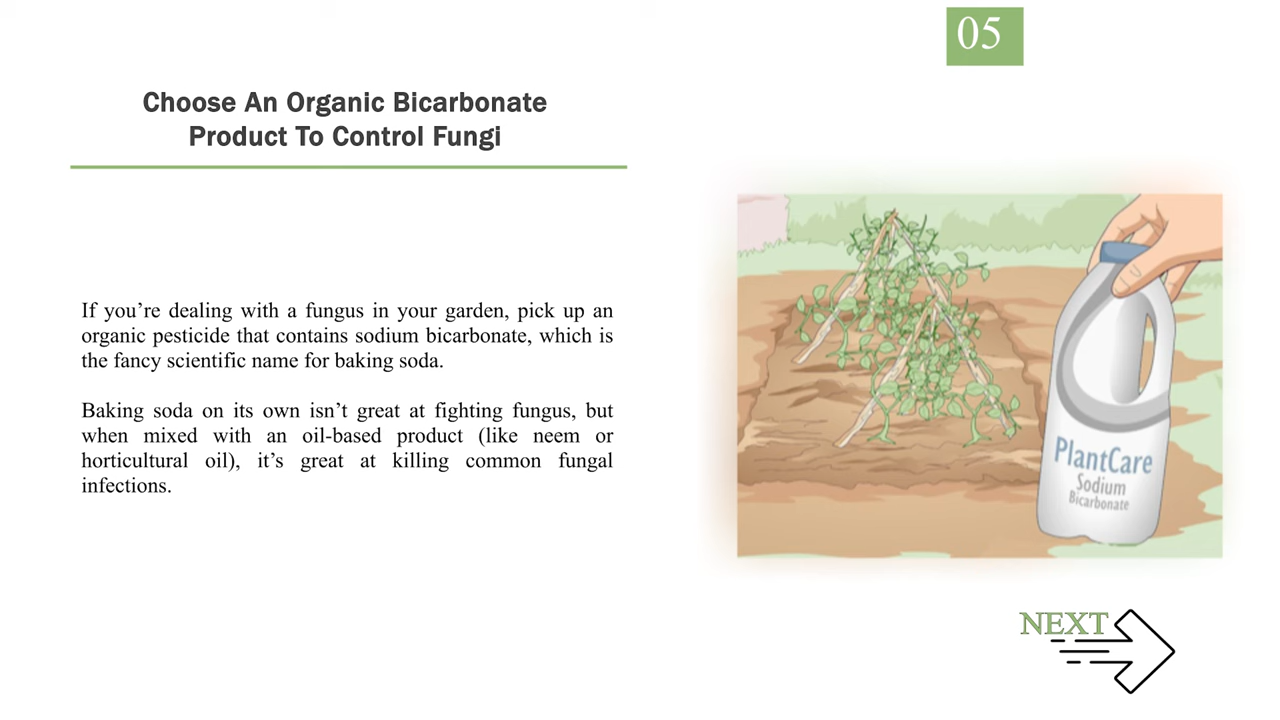 05
Choose An Organic Bicarbonate
Product To Control Fungi
If you’re dealing with a fungus in your garden, pick up an
organic pesticide that contains sodium bicarbonate, which is
the fancy scientific name for baking soda.
Baking soda on its own isn’t great at fighting fungus, but
when mixed with an oil-based product (like neem or
horticultural oil), it’s great at killing common fungal
infections.
PlantCare
Sodium
Bicarbonate
NEXT